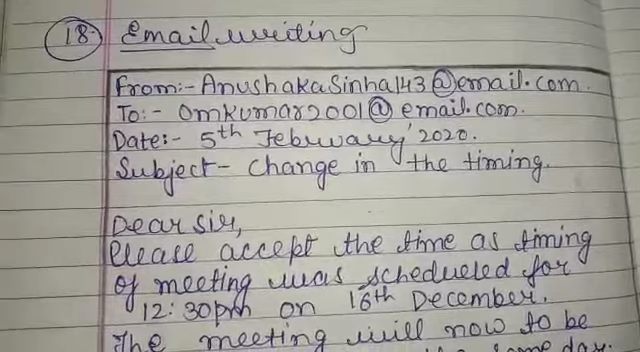 18. Email writing
From:- AnushakaSinha143@email.com.
To:- omkumar2001@email.com.
Date:- 5th February' 2020.
Subject- Change in the timing.
Dear sir,
Please accept the time as timing
of meeting was scheduled for
12:30pm on 16th December.
The meeting will now to be
same day.